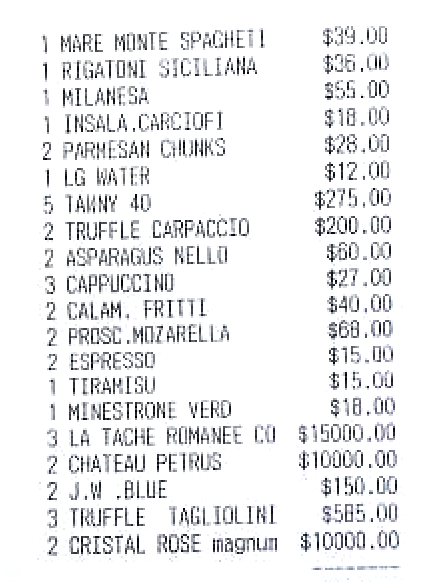 1 MARE MONTE SPAGHETI $39.00
1 RIGATONI SICILIANA $36.00
1 MILANESA $55.00
1 INSALA.CARCIOFI $18.00
2 PARMESAN CHUNKS $28.00
1 LG WATER $12.00
5 TAWNY 40 $275.00
2 TRUFFLE CARPACCIO $200.00
2 ASPARAGUS NELLO $60.00
3 CAPPUCCINO $27.00
2 CALAM. FRITTI $40.00
2 PROSC.MOZARELLA $68.00
2 ESPRESSO $15.00
1 TIRAMISU $15.00
1 MINESTRONE VERD $18.00
3 LA TACHE ROMANEE CO $15000.00
2 CHATEAU PETRUS $10000.00
2 J.W .BLUE $150.00
3 TRUFFLE TAGLIOLINI $585.00
2 CRISTAL ROSE magnum $10000.00